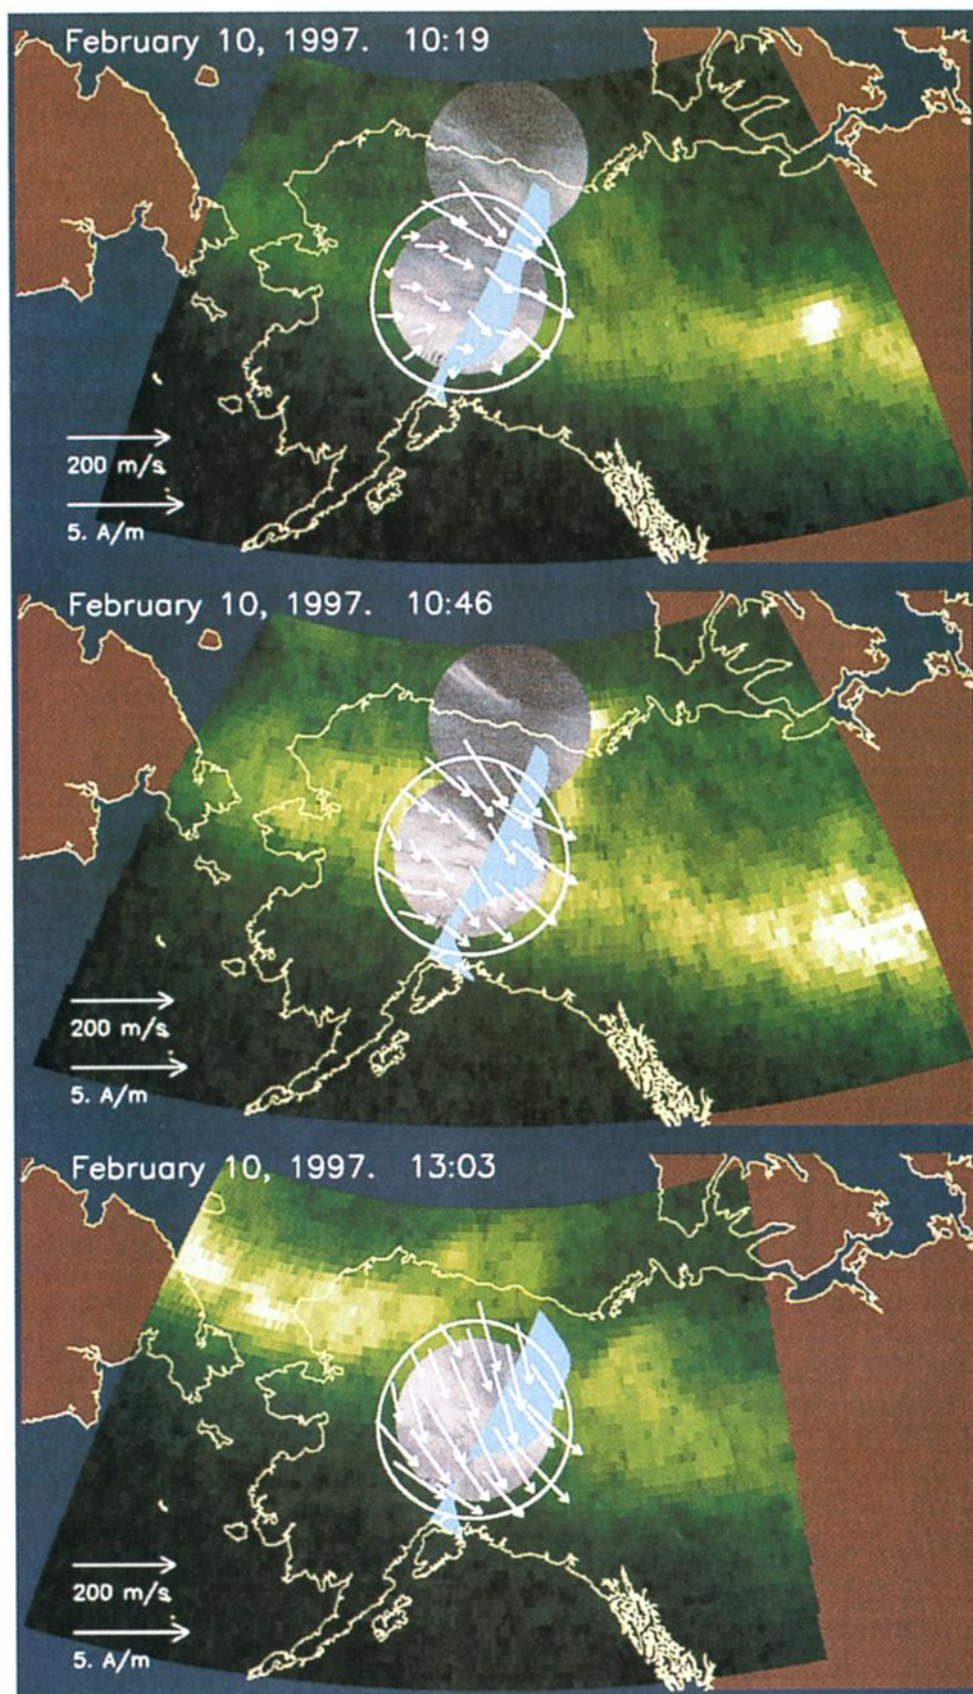 February 10, 1997. 10:19
200 m/s
5. A/m
February 10, 1997. 10:46
200 m/s
5. A/m
February 10, 1997. 13:03
200 m/s
5. A/m